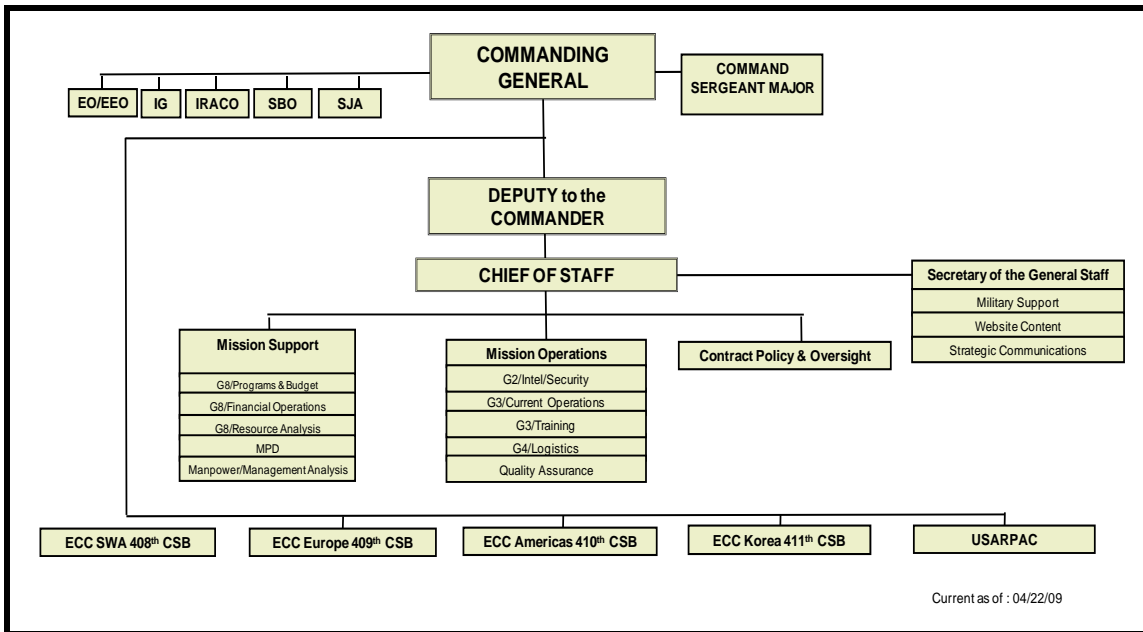 COMMANDING
GENERAL
COMMAND
SERGEANT MAJOR
EO/EEO
IG
IRACO
SBO
SJA
DEPUTY to the
COMMANDER
CHIEF OF STAFF
Secretary of the General Staff
Military Support
Website Content
Strategic Communications
Mission Support
G8/Programs & Budget
G8/Financial Operations
G8/Resource Analysis
MPD
Manpower/Management Analysis
Mission Operations
G2/Intel/Security
G3/Current Operations
G3/Training
G4/Logistics
Quality Assurance
Contract Policy & Oversight
ECC SWA 408th CSB
ECC Europe 409th CSB
ECC Americas 410th CSB
ECC Korea 411th CSB
USARPAC
Current as of : 04/22/09